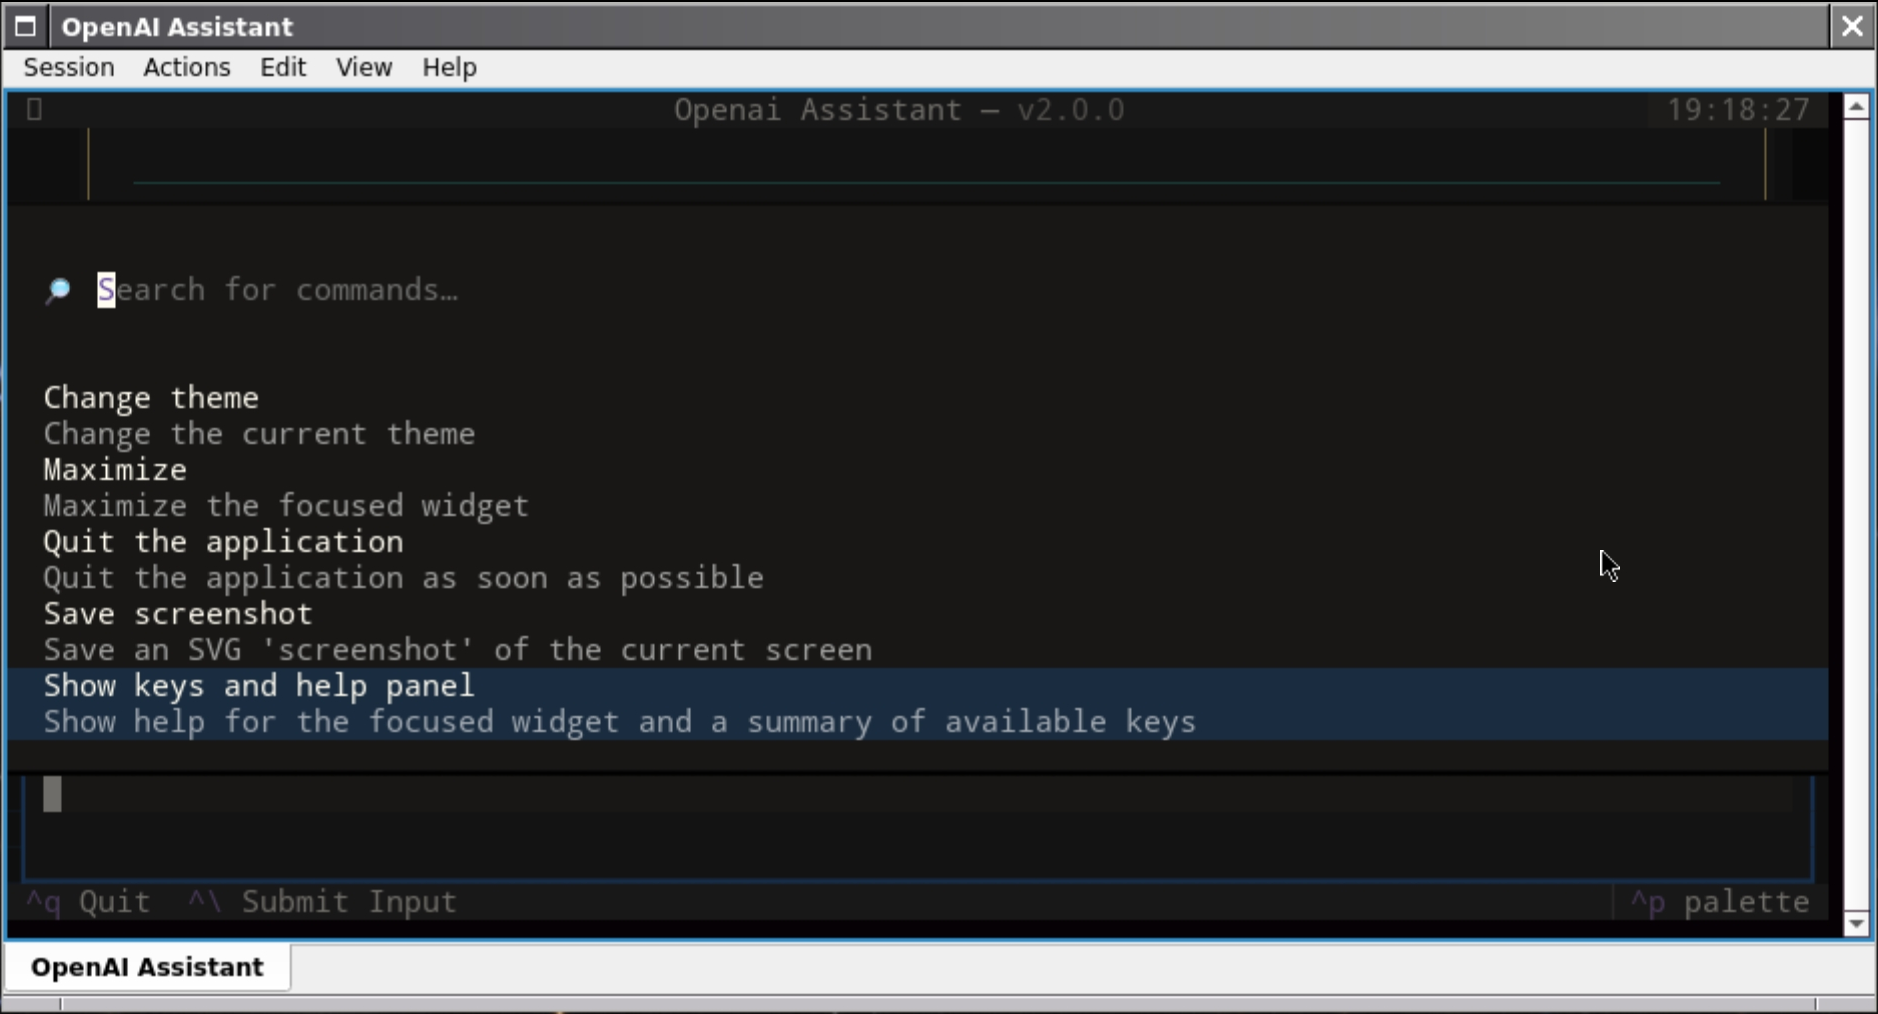 OpenAI Assistant
Session Actions Edit View Help
Openai Assistant — v2.0.0 19:18:27
Search for commands…
Change theme
Change the current theme
Maximize
Maximize the focused widget
Quit the application
Quit the application as soon as possible
Save screenshot
Save an SVG 'screenshot' of the current screen
Show keys and help panel
Show help for the focused widget and a summary of available keys
^q Quit ^\ Submit Input ^p palette
OpenAI Assistant